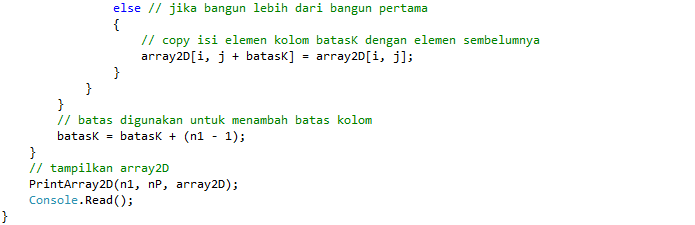 else // jika bangun lebih dari bangun pertama
{
// copy isi elemen kolom batasK dengan elemen sebelumnya
array2D[i, j + batasK] = array2D[i, j];
}
}
}
// batas digunakan untuk menambah batas kolom
batasK = batasK + (n1 - 1);
}
// tampilkan array2D
PrintArray2D(n1, nP, array2D);
Console.Read();
}